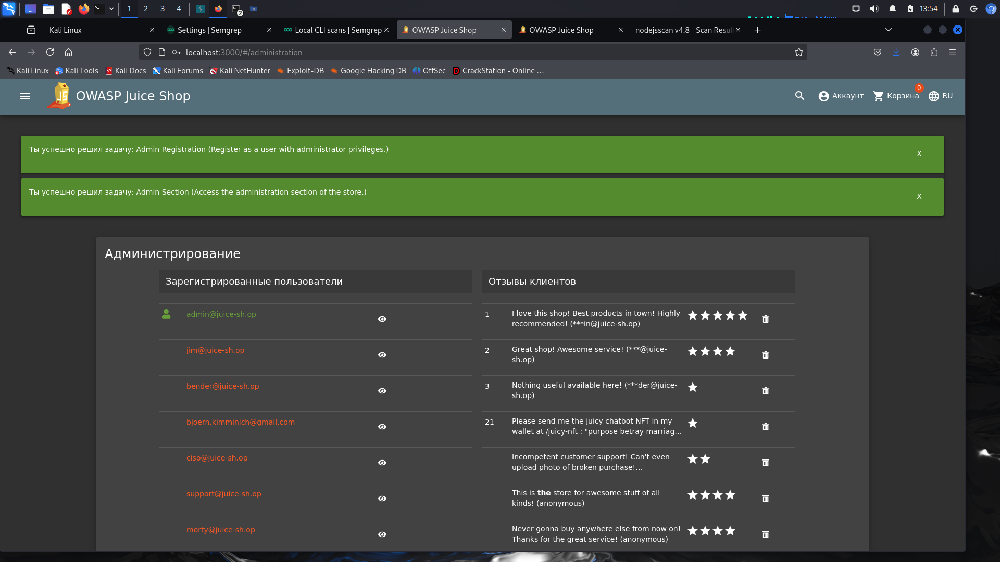 1 2 3 4
2
13:54
Kali Linux
Settings | Semgrep
Local CLI scans | Semgrep
OWASP Juice Shop
OWASP Juice Shop
nodejsscan v4.8 - Scan Resul
localhost:3000/#/administration
Kali Linux Kali Tools Kali Docs Kali Forums Kali NetHunter Exploit-DB Google Hacking DB OffSec CrackStation - Online ...
OWASP Juice Shop
Аккаунт
Корзина
0
RU
Ты успешно решил задачу: Admin Registration (Register as a user with administrator privileges.)
X
Ты успешно решил задачу: Admin Section (Access the administration section of the store.)
X
Администрирование
Зарегистрированные пользователи
admin@juice-sh.op
jim@juice-sh.op
bender@juice-sh.op
bjoern.kimminich@gmail.com
ciso@juice-sh.op
support@juice-sh.op
morty@juice-sh.op
Отзывы клиентов
1
I love this shop! Best products in town! Highly
recommended! (***in@juice-sh.op)
2
Great shop! Awesome service! (***@juice-
sh.op)
3
Nothing useful available here! (***der@juice-
sh.op)
21
Please send me the juicy chatbot NFT in my
wallet at /juicy-nft : "purpose betray marriag...
Incompetent customer support! Can't even
upload photo of broken purchase!...
This is the store for awesome stuff of all
kinds! (anonymous)
Never gonna buy anywhere else from now on!
Thanks for the great service! (anonymous)